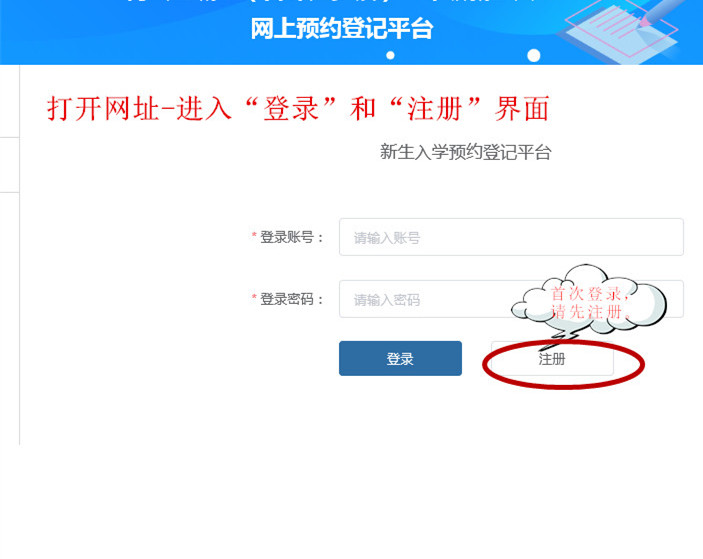 网上预约登记平台
打开网址-进入“登录”和“注册”界面
新生入学预约登记平台
* 登录账号：
请输入账号
* 登录密码：
请输入密码
首次登录，
请先注册。
登录
注册